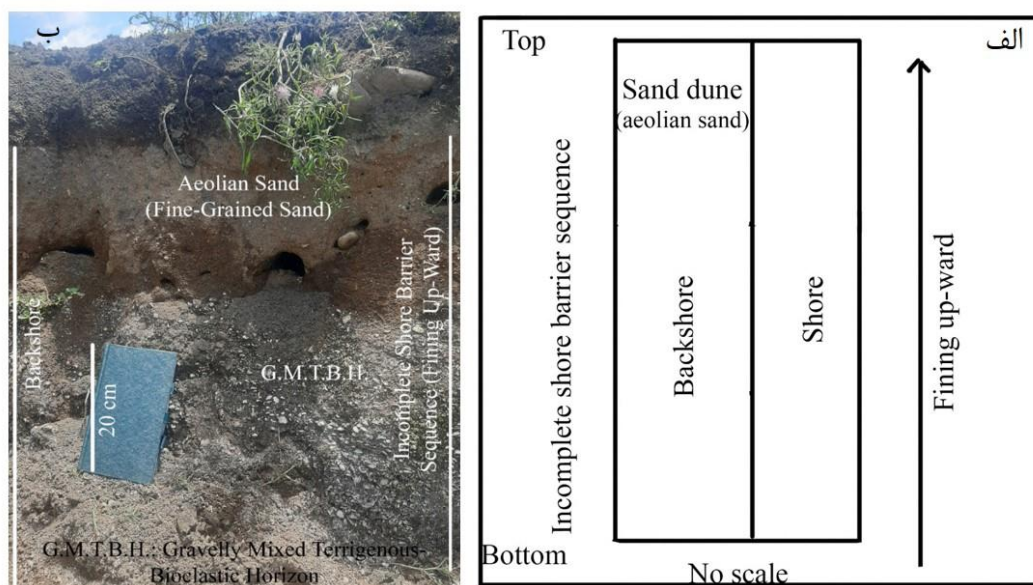 ب
Aeolian Sand
(Fine-Grained Sand)
Backshore
Incomplete Shore Barrier
Sequence (Fining Up-Ward)
20 cm
G.M.T.B.H.
G.M.T.B.H.: Gravelly Mixed Terrigenous-
Bioclastic Horizon
الف
Top
Sand dune
(aeolian sand)
Incomplete shore barrier sequence
Backshore
Shore
Fining up-ward
Bottom
No scale